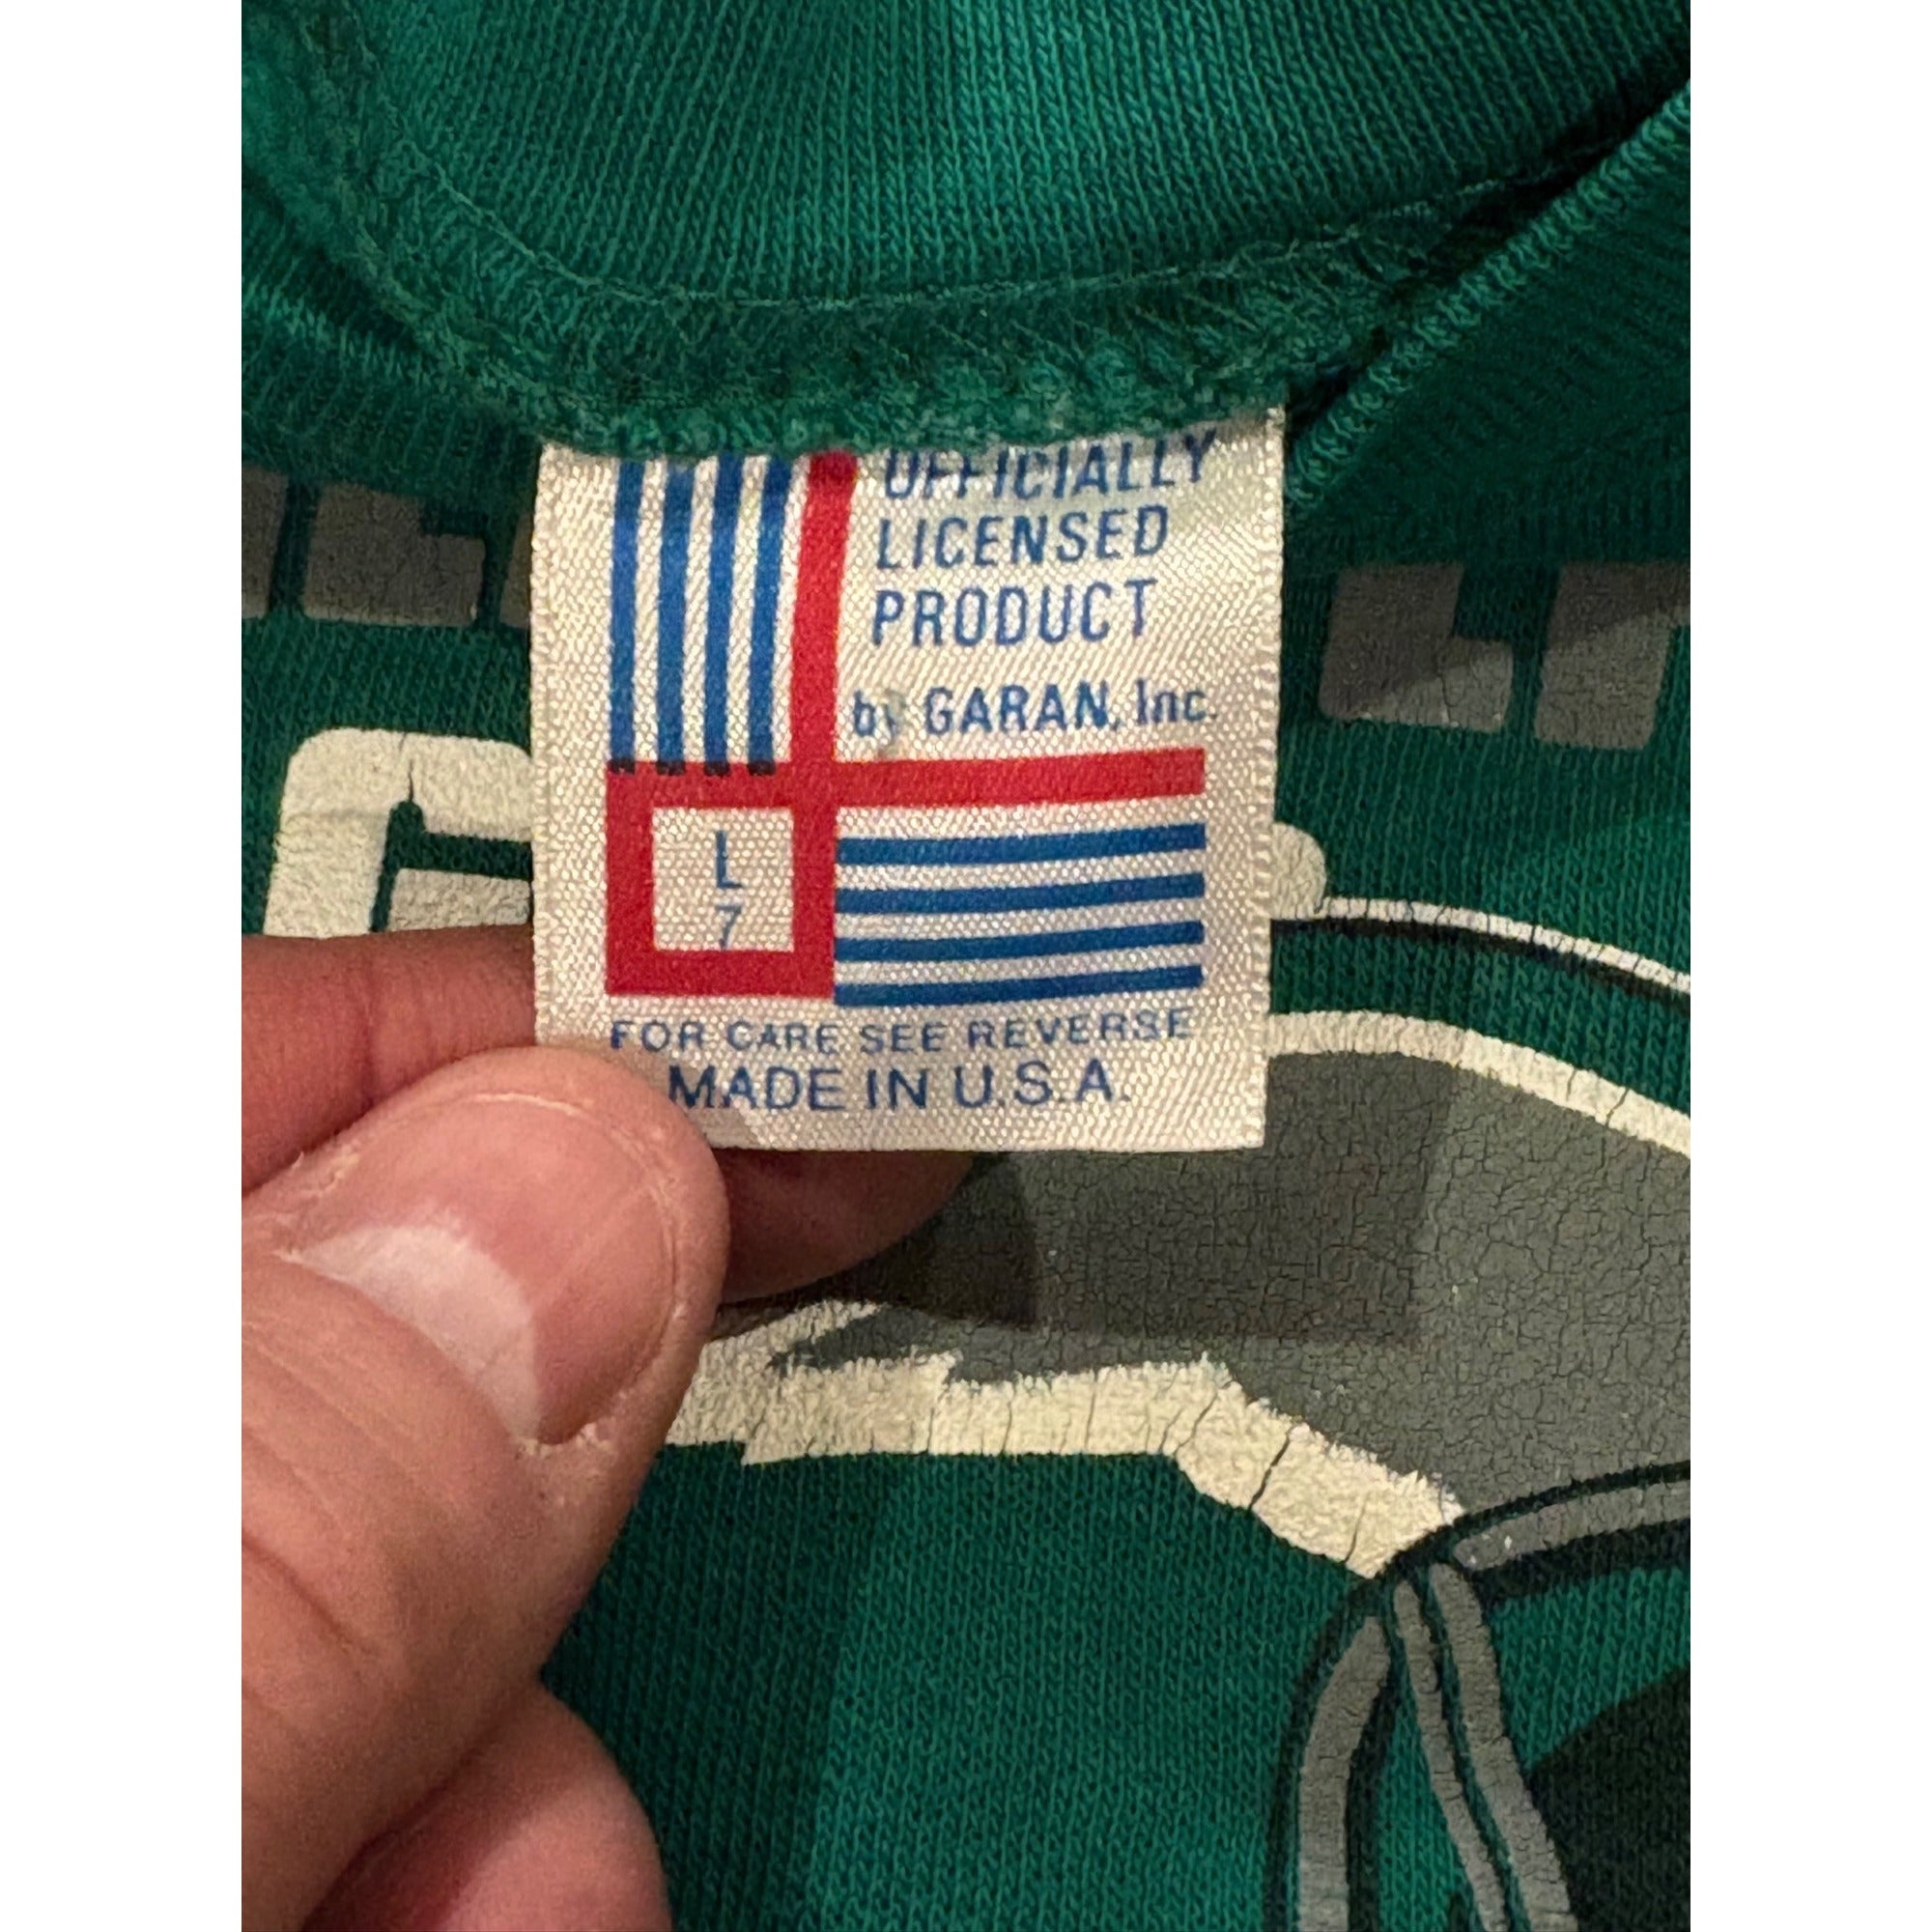 OFFICIALLY
LICENSED
PRODUCT
by GARAN, Inc.
L
7
FOR CARE SEE REVERSE
MADE IN U.S.A.